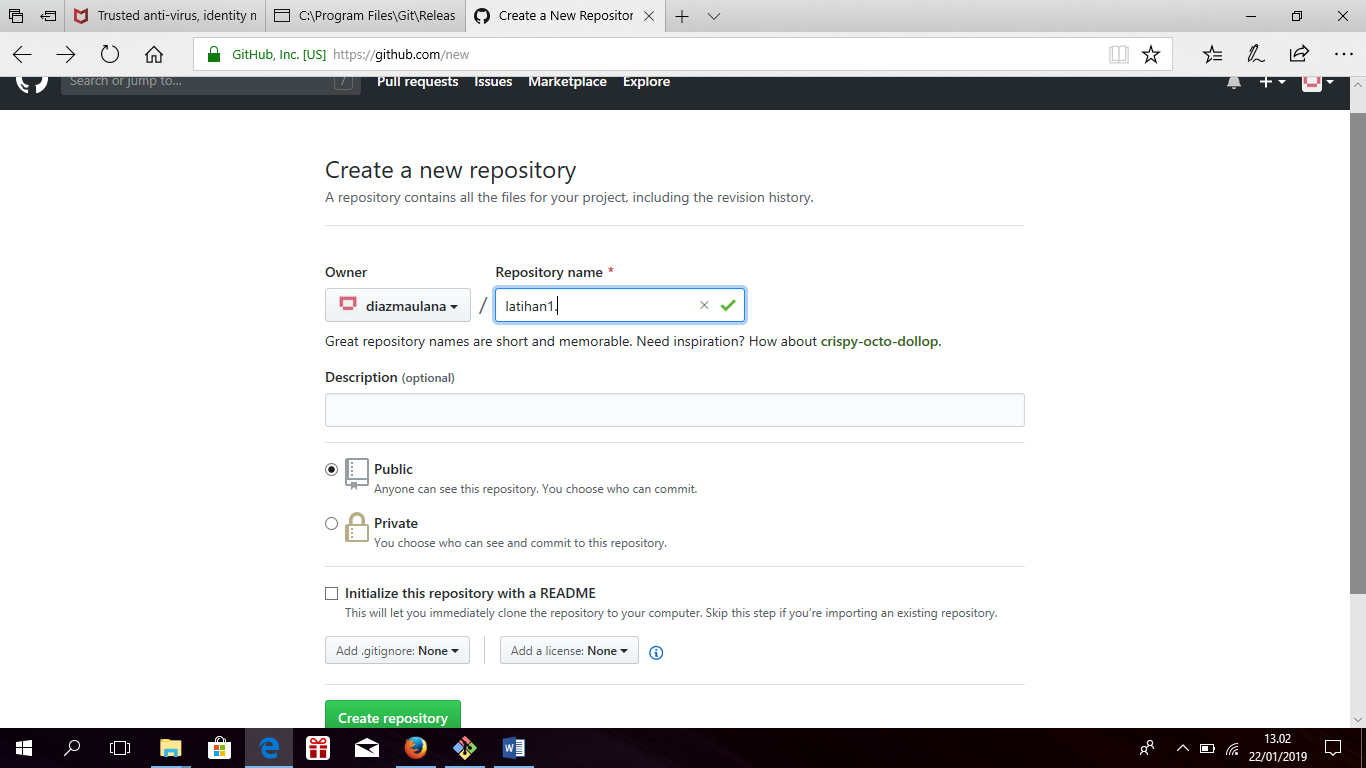 Trusted anti-virus, identity n
C:\Program Files\Git\Releas
Create a New Repositor
GitHub, Inc. [US] https://github.com/new
Search or jump to...
/
Pull requests Issues Marketplace Explore
Create a new repository
A repository contains all the files for your project, including the revision history.
Owner
Repository name *
diazmaulana
/
latihan1.
Great repository names are short and memorable. Need inspiration? How about crispy-octo-dollop.
Description (optional)
Public
Anyone can see this repository. You choose who can commit.
Private
You choose who can see and commit to this repository.
Initialize this repository with a README
This will let you immediately clone the repository to your computer. Skip this step if you're importing an existing repository.
Add .gitignore: None
Add a license: None
Create repository
13.02
22/01/2019